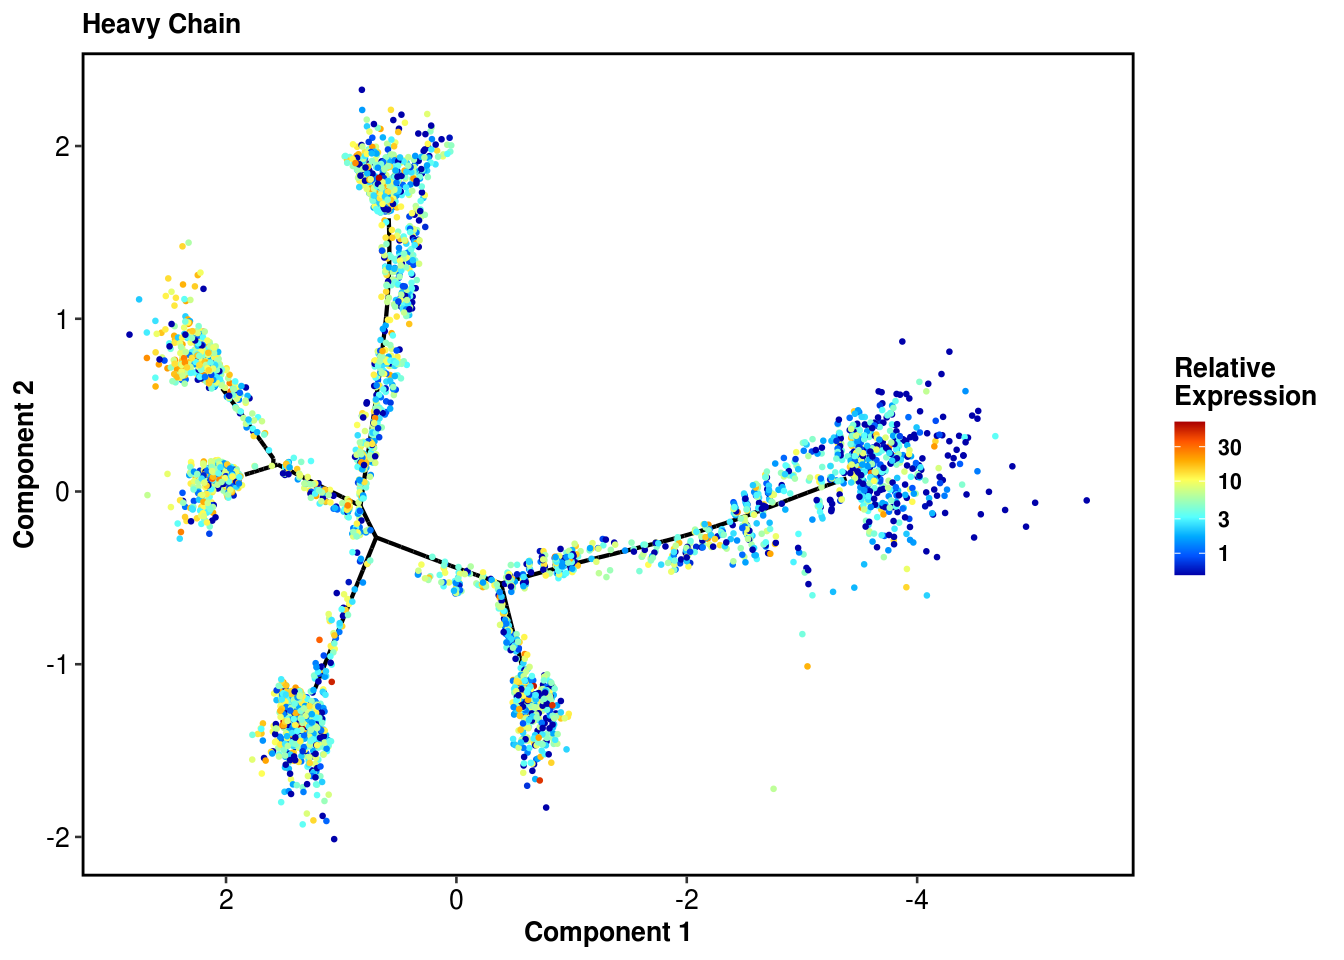 Heavy Chain
Component 2
2
1
0
-1
-2
2
0
-2
-4
Component 1
Relative
Expression
30
10
3
1